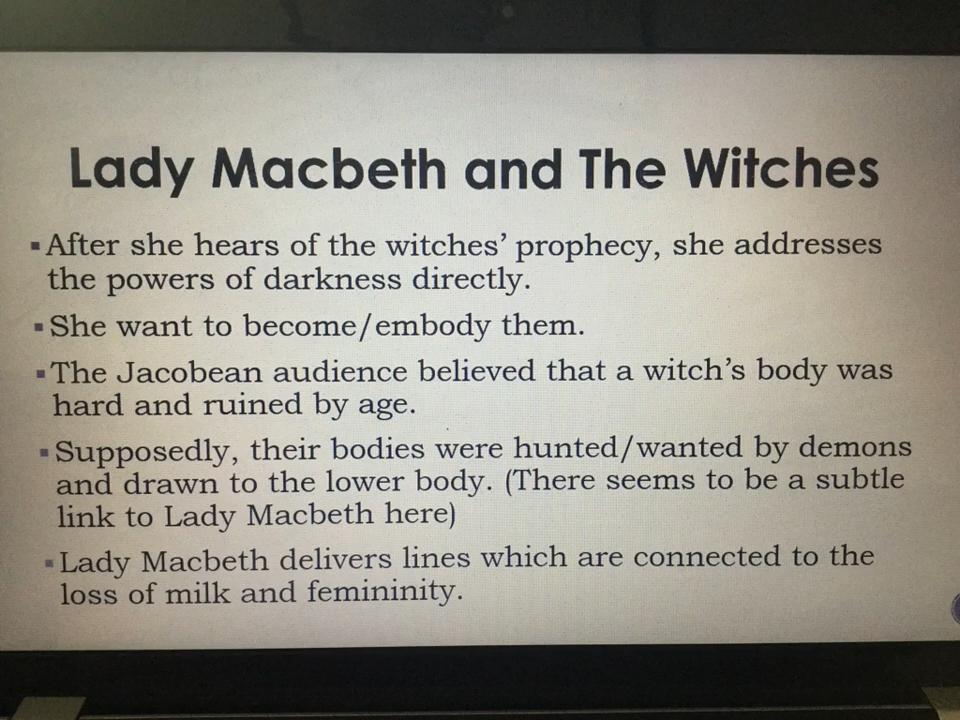 Lady Macbeth and The Witches
▪ After she hears of the witches’ prophecy, she addresses
the powers of darkness directly.
▪ She want to become/embody them.
▪ The Jacobean audience believed that a witch’s body was
hard and ruined by age.
▪ Supposedly, their bodies were hunted/wanted by demons
and drawn to the lower body. (There seems to be a subtle
link to Lady Macbeth here)
▪ Lady Macbeth delivers lines which are connected to the
loss of milk and femininity.